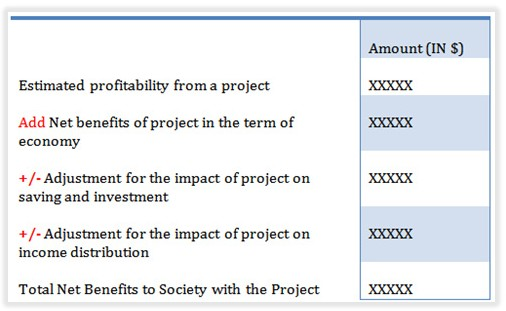 Amount (IN $)
Estimated profitability from a project XXXXX
Add Net benefits of project in the term of XXXXX
economy
+/- Adjustment for the impact of project on XXXXX
saving and investment
+/- Adjustment for the impact of project on XXXXX
income distribution
Total Net Benefits to Society with the Project XXXXX